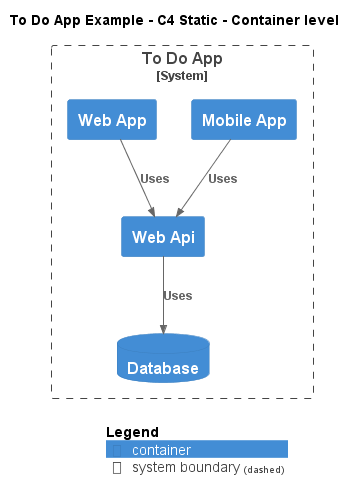 To Do App Example - C4 Static - Container level
To Do App
[System]
Web App
Mobile App
Uses
Uses
Web Api
Uses
Database
Legend
container
system boundary (dashed)